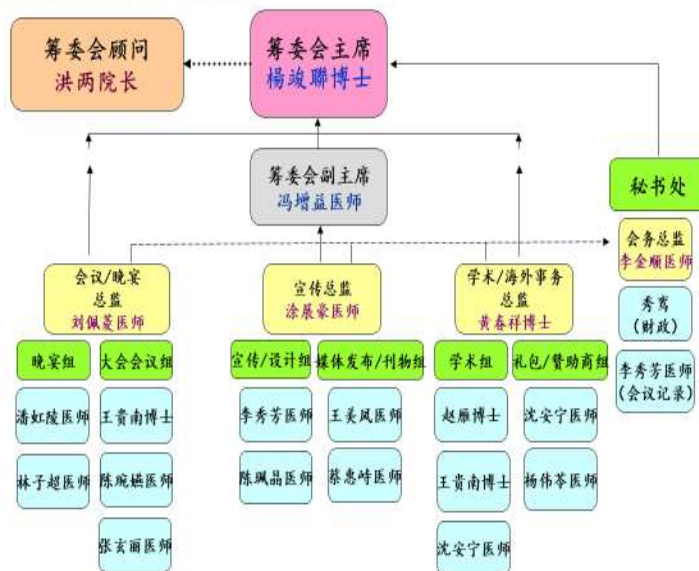 筹委会顾问
洪两院长
筹委会主席
楊竣聯博士
筹委会副主席
冯增益医师
秘书处
会务总监
李金顺医师
秀鸾
(财政)
李秀芳医师
(会议记录)
会议/晚宴
总监
刘佩菱医师
宣传总监
涂展豪医师
学术/海外事务
总监
黄春祥博士
晚宴组
大会会议组
宣传/设计组
媒体发布/刊物组
学术组
礼包/赞助商组
潘虹陵医师
王贵南博士
李秀芳医师
王美凤医师
赵雁博士
沈安宁医师
林子超医师
陈琬嬿医师
陈珮晶医师
蔡惠峙医师
王贵南博士
杨伟苓医师
张玄丽医师
沈安宁医师